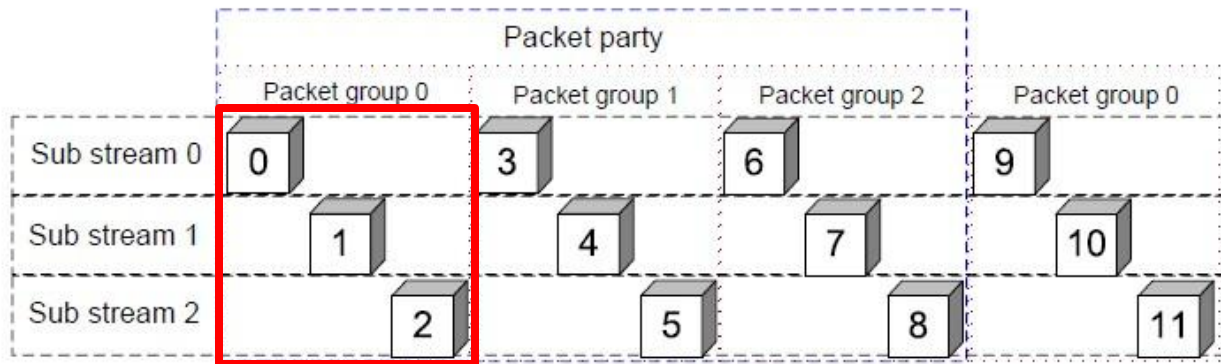 Packet party
Packet group 0 Packet group 1 Packet group 2 Packet group 0
Sub stream 0 0 3 6 9
Sub stream 1 1 4 7 10
Sub stream 2 2 5 8 11